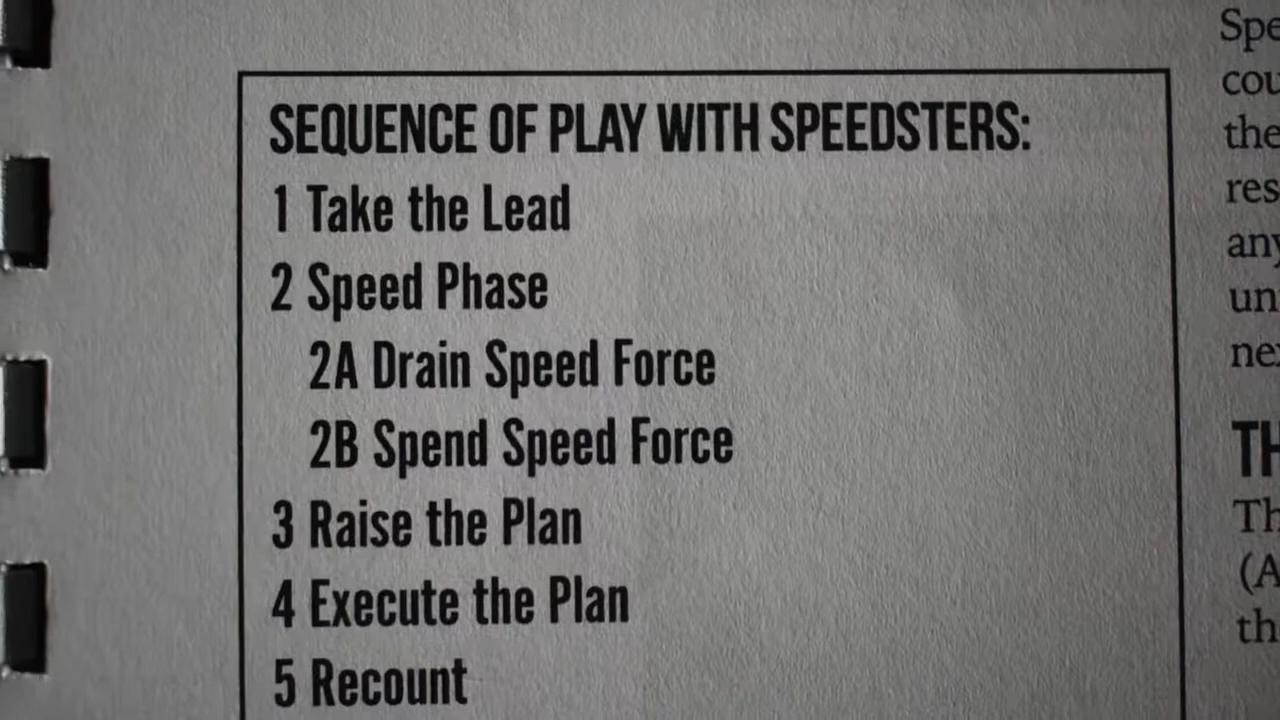 SEQUENCE OF PLAY WITH SPEEDSTERS:
1 Take the Lead
2 Speed Phase
2A Drain Speed Force
2B Spend Speed Force
3 Raise the Plan
4 Execute the Plan
5 Recount
the